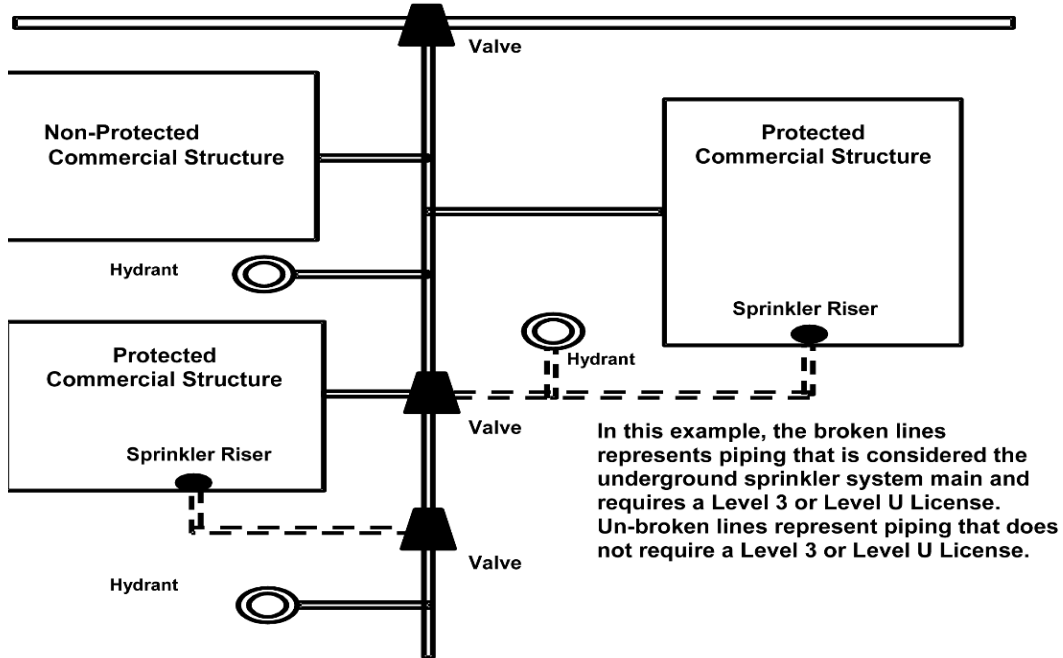 Valve
Non-Protected
Commercial Structure
Protected
Commercial Structure
Hydrant
Sprinkler Riser
Hydrant
Protected
Commercial Structure
Valve
Sprinkler Riser
In this example, the broken lines
represents piping that is considered the
underground sprinkler system main and
requires a Level 3 or Level U License.
Un-broken lines represent piping that does
not require a Level 3 or Level U License.
Valve
Hydrant